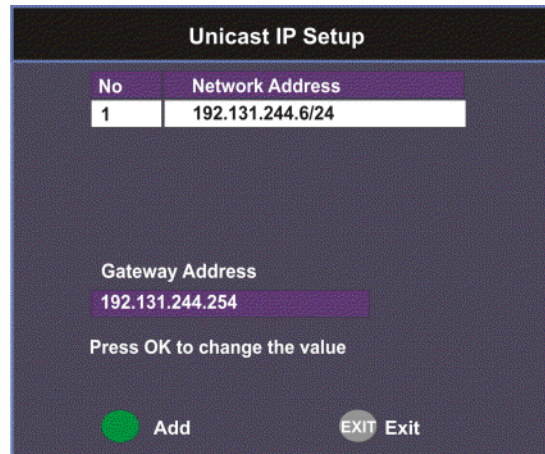 Unicast IP Setup
No Network Address
1 192.131.244.6/24
Gateway Address
192.131.244.254
Press OK to change the value
Add EXIT Exit